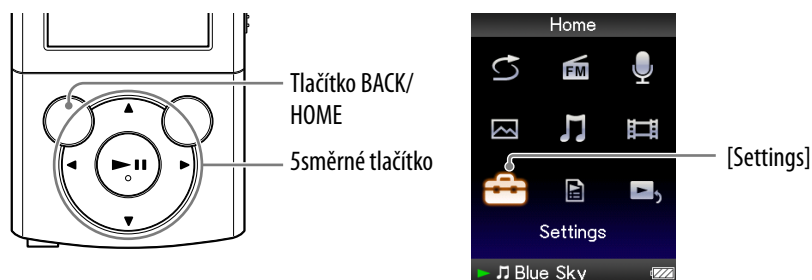 Tlačítko BACK/
HOME
5směrné tlačítko
Home
FM
[Settings]
Settings
Blue Sky